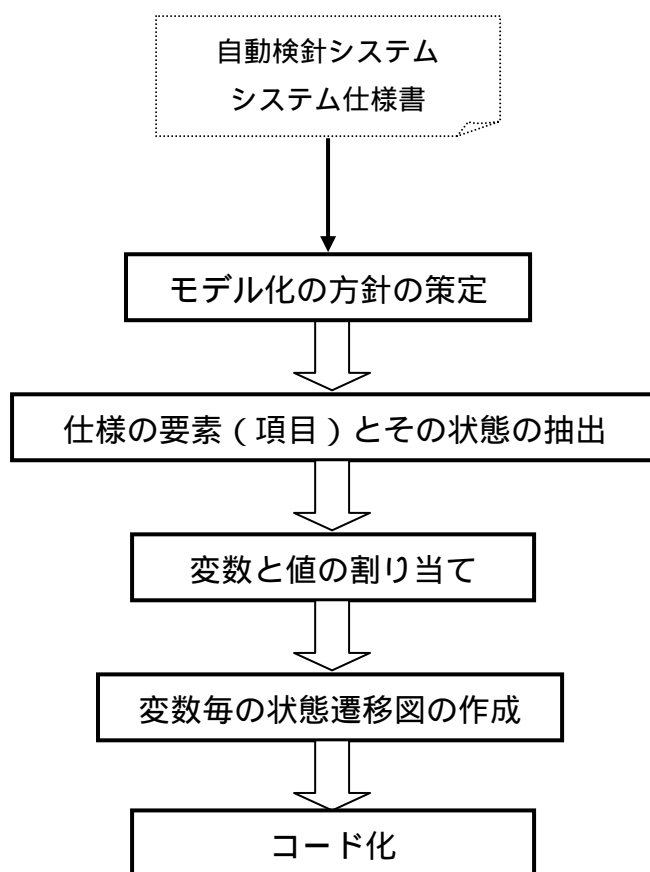 自動検針システム
システム仕様書
モデル化の方針の策定
仕様の要素（項目）とその状態の抽出
変数と値の割り当て
変数毎の状態遷移図の作成
コード化